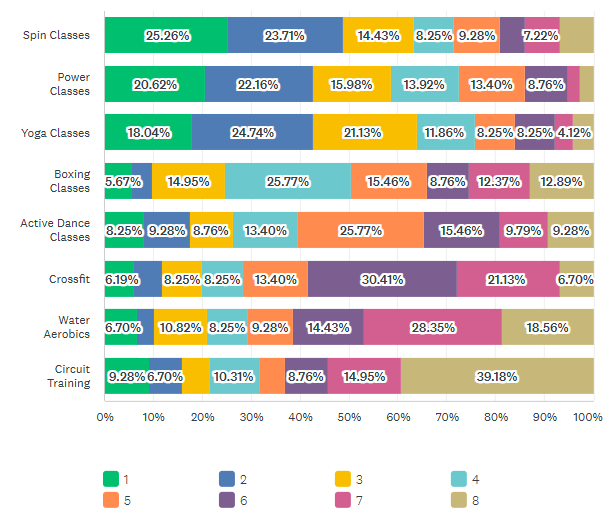 Spin Classes 25.26% 23.71% 14.43% 8.25% 9.28% 7.22%
Power
Classes 20.62% 22.16% 15.98% 13.92% 13.40% 8.76%
Yoga Classes 18.04% 24.74% 21.13% 11.86% 8.25% 8.25% 4.12%
Boxing
Classes 5.67% 14.95% 25.77% 15.46% 8.76% 12.37% 12.89%
Active Dance
Classes 8.25% 9.28% 8.76% 13.40% 25.77% 15.46% 9.79% 9.28%
Crossfit 6.19% 8.25% 8.25% 13.40% 30.41% 21.13% 6.70%
Water
Aerobics 6.70% 10.82% 8.25% 9.28% 14.43% 28.35% 18.56%
Circuit
Training 9.28% 6.70% 10.31% 8.76% 14.95% 39.18%
0% 10% 20% 30% 40% 50% 60% 70% 80% 90% 100%
1 2 3 4
5 6 7 8